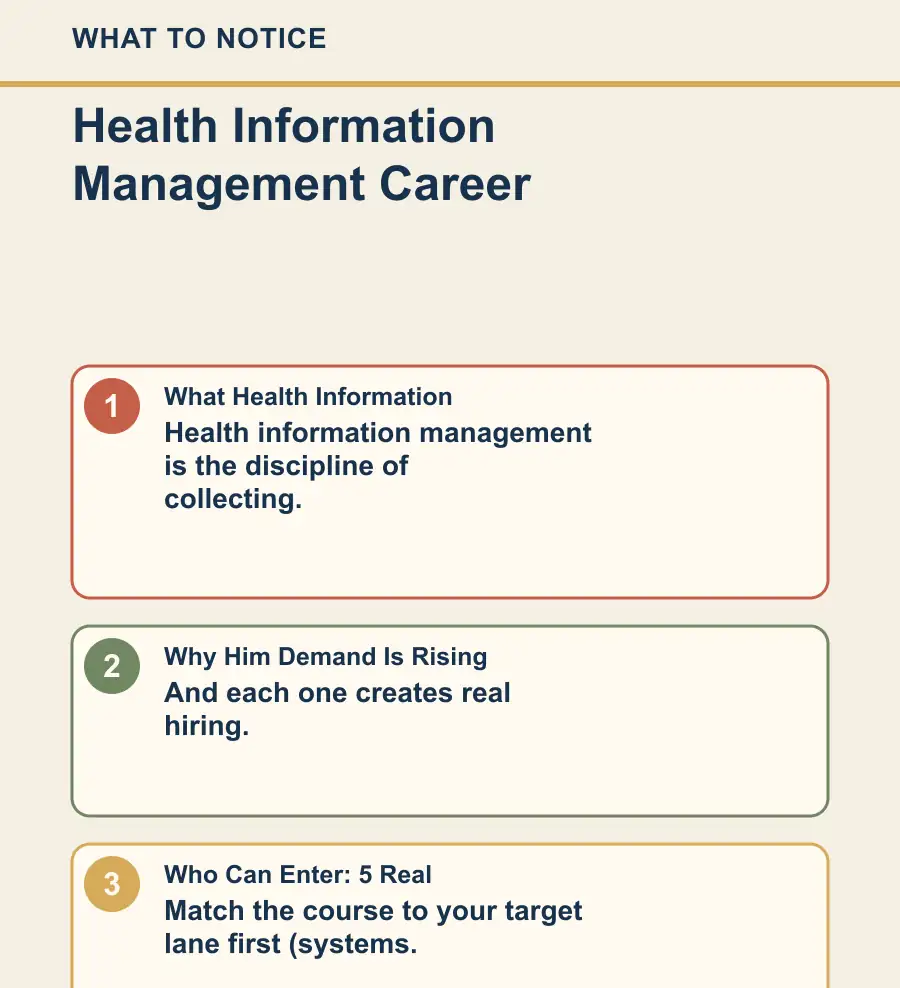 WHAT TO NOTICE
Health Information
Management Career
1
What Health Information
Health information management
is the discipline of
collecting.
2
Why Him Demand Is Rising
And each one creates real
hiring.
3
Who Can Enter: 5 Real
Match the course to your target
lane first (systems.